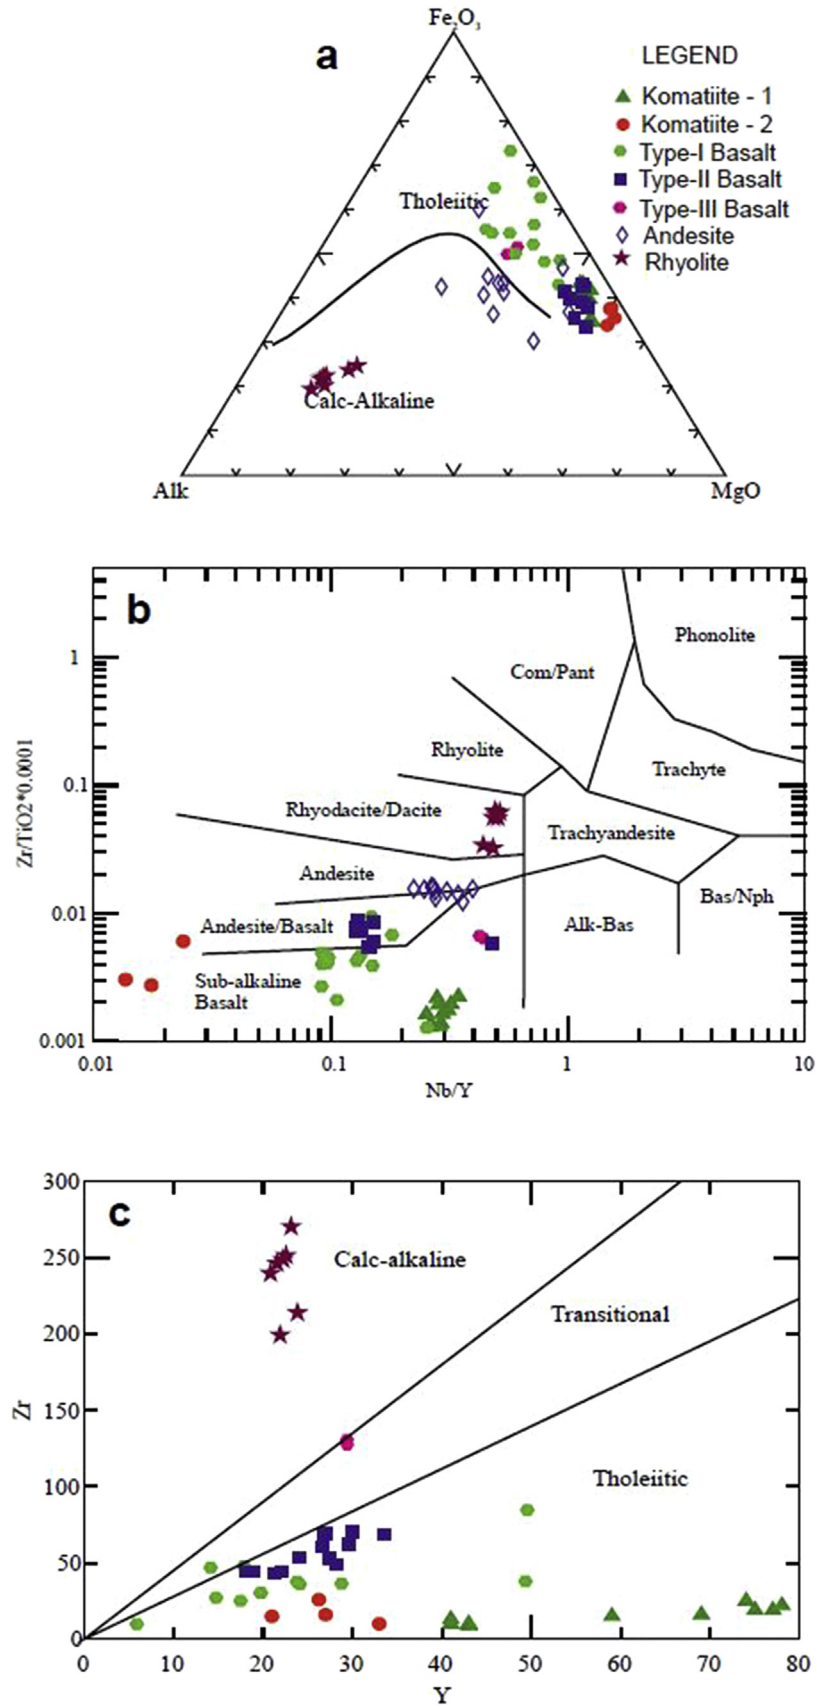 Fe₂O₃
a
LEGEND
Komatiite - 1
Komatiite - 2
Type-I Basalt
Type-II Basalt
Type-III Basalt
Andesite
Rhyolite
Tholeiitic
Calc-Alkaline
Alk
MgO
b
Phonolite
Com/Pant
1
Rhyolite
Trachyte
0.1
Rhyodacite/Dacite
Trachyandesite
Andesite
Bas/Nph
0.01
Andesite/Basalt
Alk-Bas
Sub-alkaline
Basalt
0.001
Zr/TiO2*0.0001
0.01
0.1
1
10
Nb/Y
c
300
Calc-alkaline
250
Transitional
200
150
Tholeiitic
100
50
0
Zr
0 10 20 30 40 50 60 70 80
Y